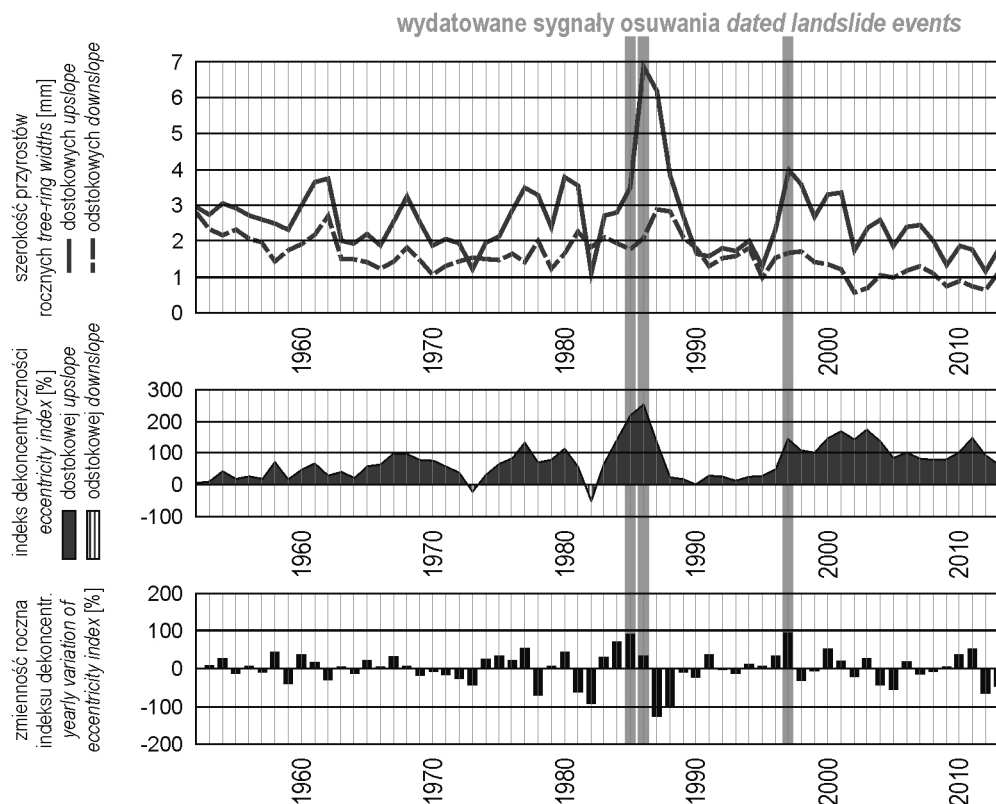 wydatowane sygnały osuwania dated landslide events
szerokość przyrostów
rocznych tree-ring widths [mm]
dostokowych upslope
odstokowych downslope
7
6
5
4
3
2
1
0
1960
1970
1980
1990
2000
2010
indeks dekoncentryczności
eccentricity index [%]
dostokowej upslope
odstokowej downslope
300
200
100
0
-100
1960
1970
1980
1990
2000
2010
zmienność roczna
indeksu dekoncentr.
yearly variation of
eccentricity index [%]
200
100
0
-100
-200
1960
1970
1980
1990
2000
2010